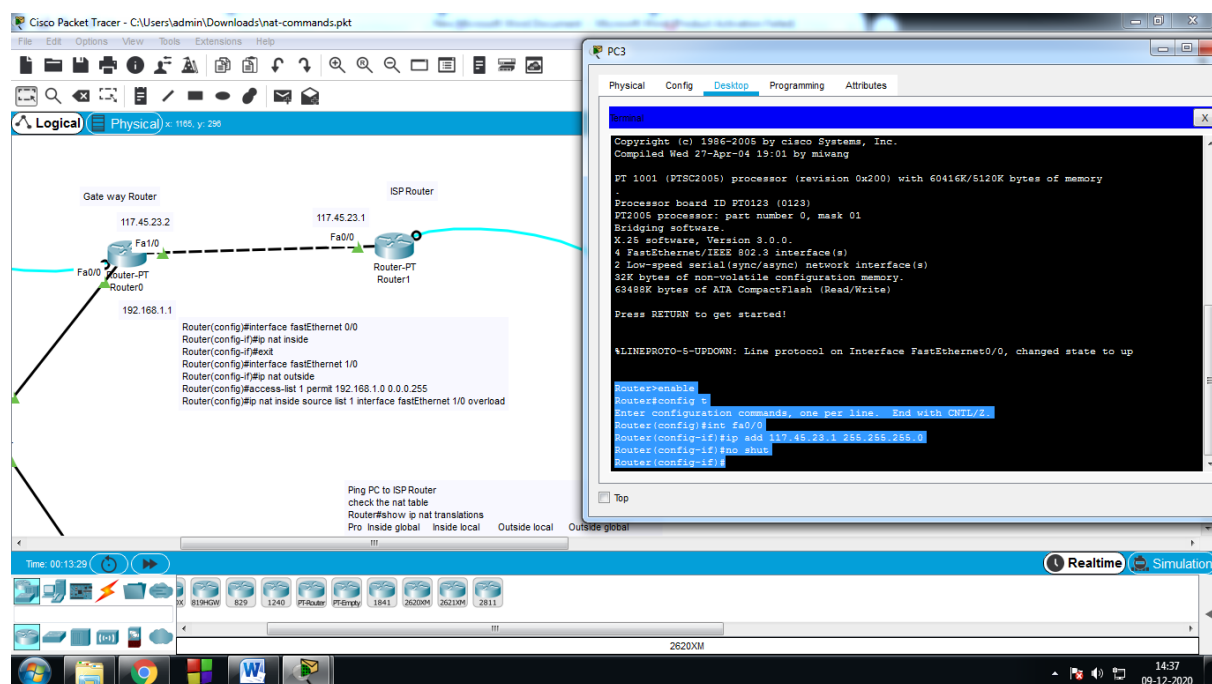 Cisco Packet Tracer - C:\Users\admin\Downloads\nat-commands.pkt
File Edit Options View Tools Extensions Help
Logical
Physical
x: 1165, y: 296
Gate way Router
ISP Router
117.45.23.2
117.45.23.1
Fa1/0
Fa0/0
Fa0/0
Router-PT
Router0
Router-PT
Router1
192.168.1.1
Router(config)#interface fastEthernet 0/0
Router(config-if)#ip nat inside
Router(config-if)#exit
Router(config)#interface fastEthernet 1/0
Router(config-if)#ip nat outside
Router(config)#access-list 1 permit 192.168.1.0 0.0.0.255
Router(config)#ip nat inside source list 1 interface fastEthernet 1/0 overload
Ping PC to ISP Router
check the nat table
Router#show ip nat translations
Pro Inside global Inside local Outside local Outside global
PC3
Physical Config Desktop Programming Attributes
Terminal
X
Copyright (c) 1986-2005 by cisco Systems, Inc.
Compiled Wed 27-Apr-04 19:01 by miwang
PT 1001 (PTSC2005) processor (revision 0x200) with 60416K/5120K bytes of memory
.
Processor board ID PT0123 (0123)
PT2005 processor: part number 0, mask 01
Bridging software.
X.25 software, Version 3.0.0.
4 FastEthernet/IEEE 802.3 interface(s)
2 Low-speed serial(sync/async) network interface(s)
32K bytes of non-volatile configuration memory.
63488K bytes of ATA CompactFlash (Read/Write)
Press RETURN to get started!
%LINEPROTO-5-UPDOWN: Line protocol on Interface FastEthernet0/0, changed state to up
Router>enable
Router#config t
Enter configuration commands, one per line. End with CNTL/Z.
Router(config)#int fa0/0
Router(config-if)#ip add 117.45.23.1 255.255.255.0
Router(config-if)#no shut
Router(config-if)#
Top
Time: 00:13:29
Realtime
Simulation
819HGW 829 1240 PT-Router PT-Empty 1841 2620XM 2621XM 2811
2620XM
14:37
09-12-2020